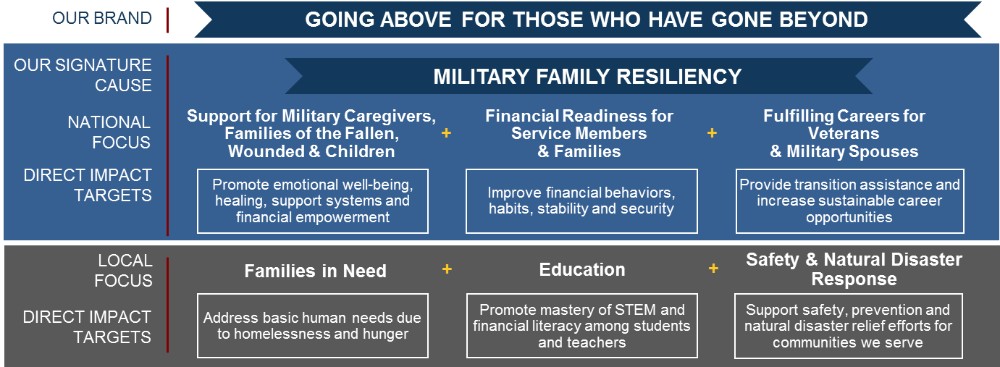 OUR BRAND
GOING ABOVE FOR THOSE WHO HAVE GONE BEYOND
OUR SIGNATURE
CAUSE
MILITARY FAMILY RESILIENCY
NATIONAL
FOCUS
Support for Military Caregivers,
Families of the Fallen,
Wounded & Children
+
Financial Readiness for
Service Members
& Families
+
Fulfilling Careers for
Veterans
& Military Spouses
DIRECT IMPACT
TARGETS
Promote emotional well-being,
healing, support systems and
financial empowerment
Improve financial behaviors,
habits, stability and security
Provide transition assistance and
increase sustainable career
opportunities
LOCAL
FOCUS
Families in Need
+
Education
+
Safety & Natural Disaster
Response
DIRECT IMPACT
TARGETS
Address basic human needs due
to homelessness and hunger
Promote mastery of STEM and
financial literacy among students
and teachers
Support safety, prevention and
natural disaster relief efforts for
communities we serve